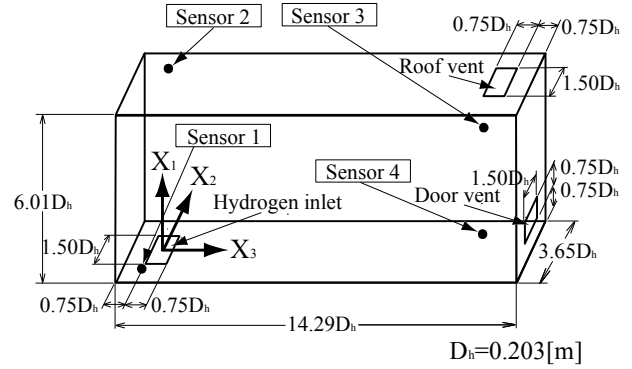 0.75Dₕ
Sensor 2
Sensor 3
0.75Dₕ
Roof vent
1.50Dₕ
Sensor 1
X₁
X₂
Sensor 4
1.50Dₕ
0.75Dₕ
0.75Dₕ
6.01Dₕ
Hydrogen inlet
Door vent
1.50Dₕ
X₃
3.65Dₕ
0.75Dₕ
0.75Dₕ
14.29Dₕ
Dₕ=0.203[m]